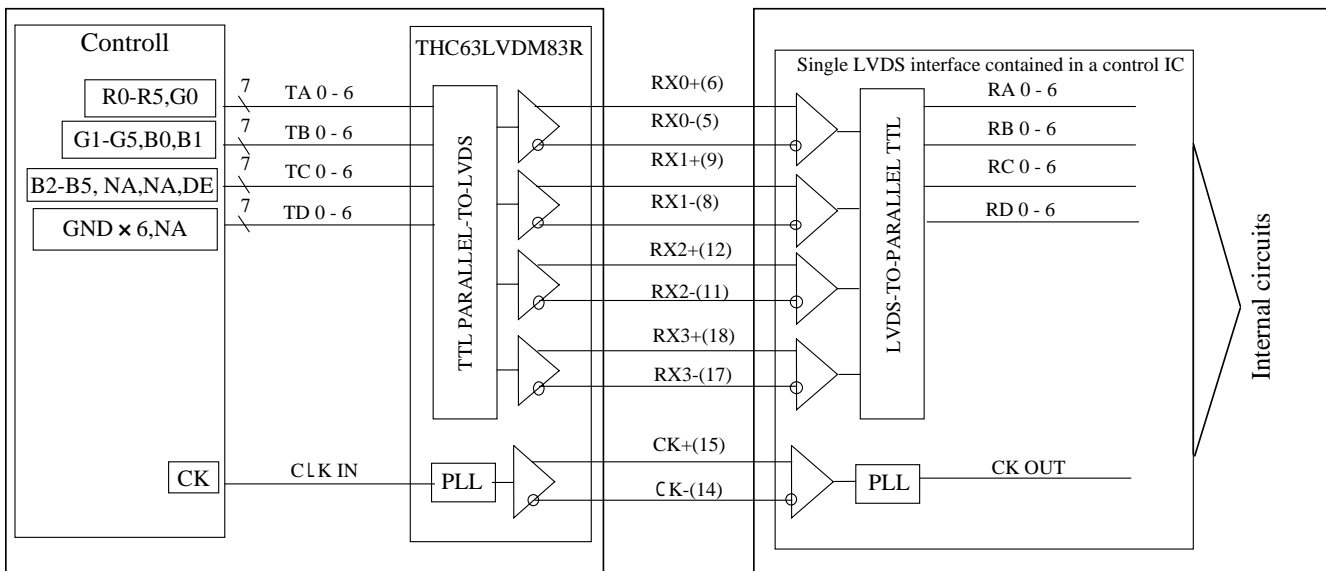 Controll
THC63LVDM83R
Single LVDS interface contained in a control IC
R0-R5,G0
7
TA 0 - 6
G1-G5,B0,B1
7
TB 0 - 6
B2-B5, NA,NA,DE
7
TC 0 - 6
GND × 6,NA
7
TD 0 - 6
TTL PARALLEL-TO-LVDS
RX0+(6)
RX0-(5)
RX1+(9)
RX1-(8)
RX2+(12)
RX2-(11)
RX3+(18)
RX3-(17)
LVDS-TO-PARALLEL TTL
RA 0 - 6
RB 0 - 6
RC 0 - 6
RD 0 - 6
Internal circuits
CK
CLK IN
PLL
CK+(15)
CK-(14)
PLL
CK OUT